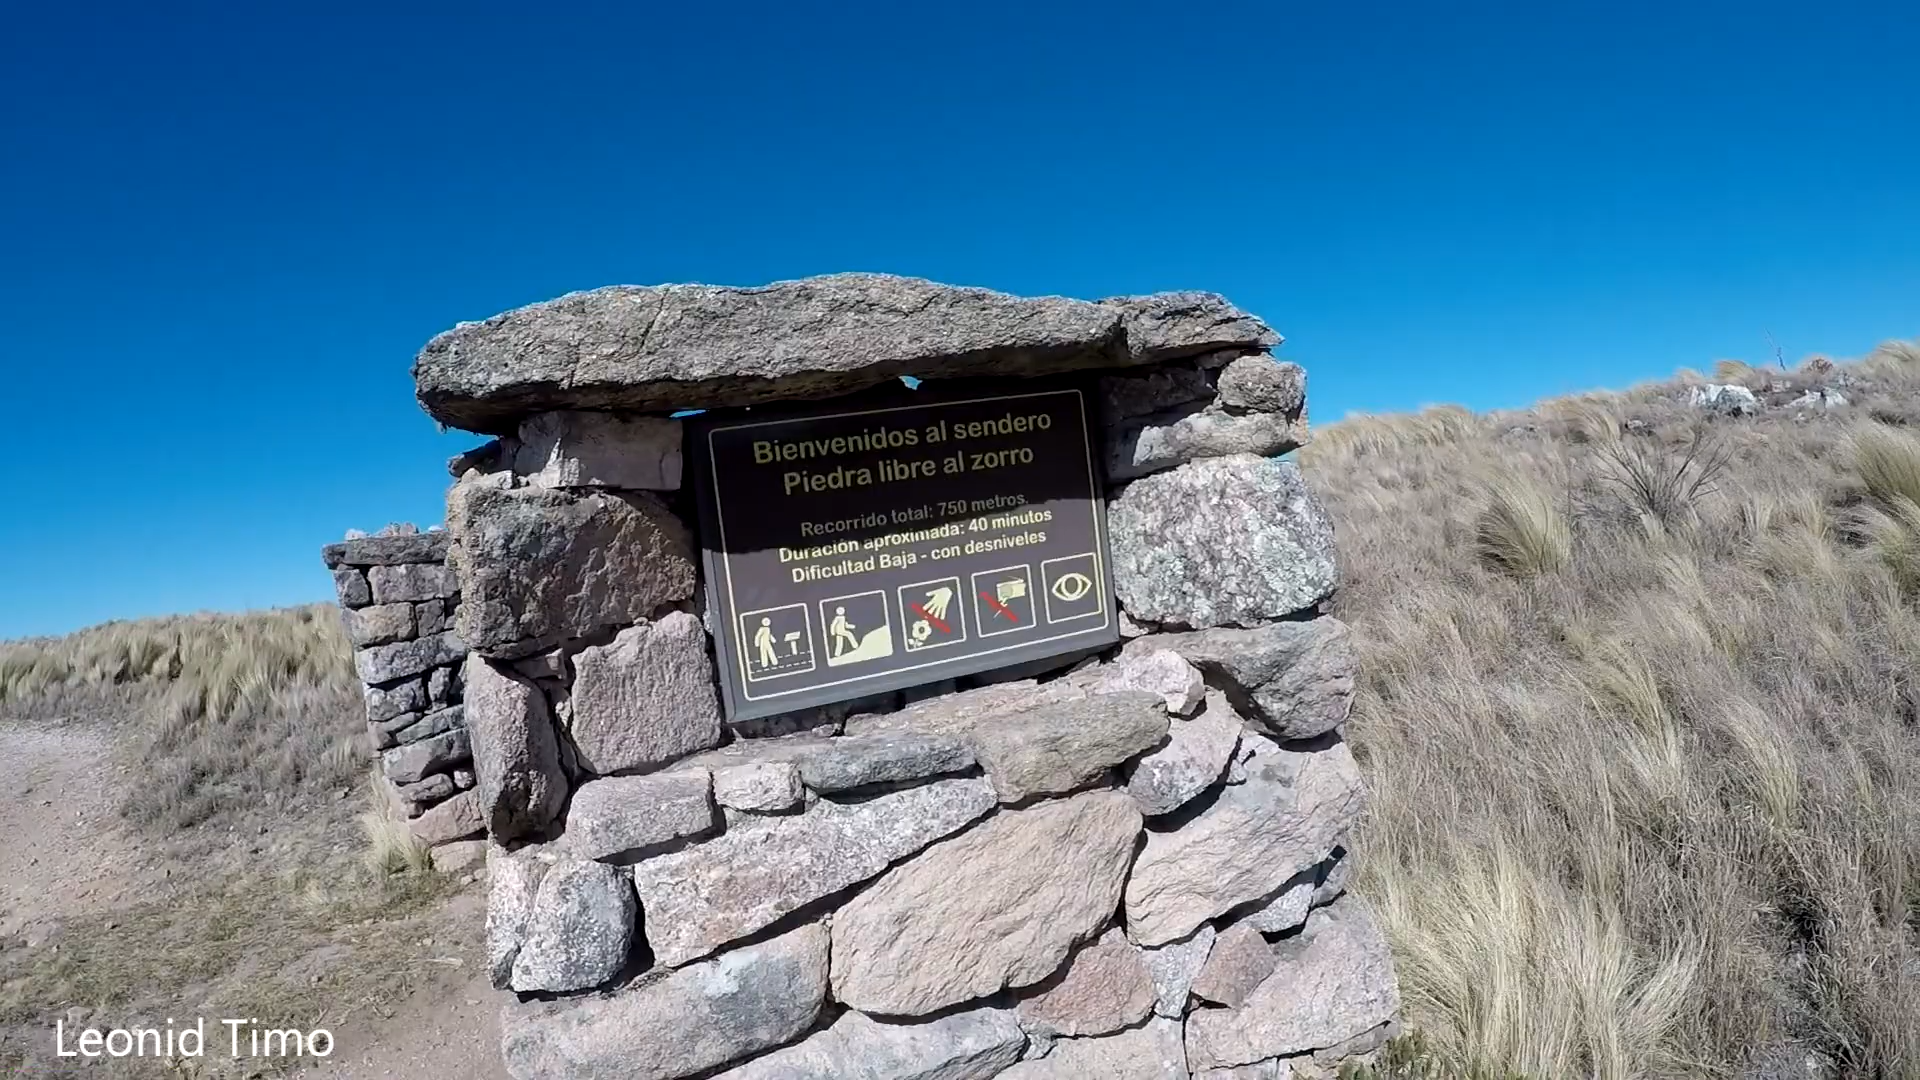 Bienvenidos al sendero
Piedra libre al zorro
Recorrido total: 750 metros.
Duración aproximada: 40 minutos
Dificultad Baja - con desniveles
Leonid Timo